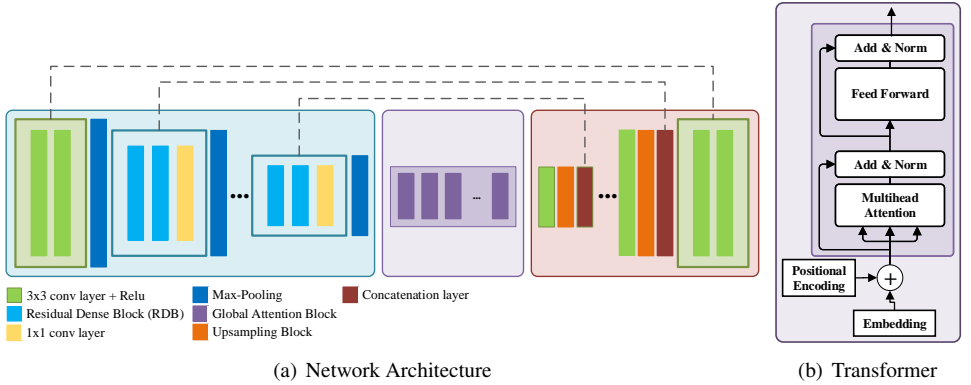 3x3 conv layer + Relu
Residual Dense Block (RDB)
1x1 conv layer
Max-Pooling
Global Attention Block
Upsampling Block
Concatenation layer
...
...
...
(a) Network Architecture
Add & Norm
Feed Forward
Add & Norm
Multihead
Attention
Positional
Encoding
+
Embedding
(b) Transformer